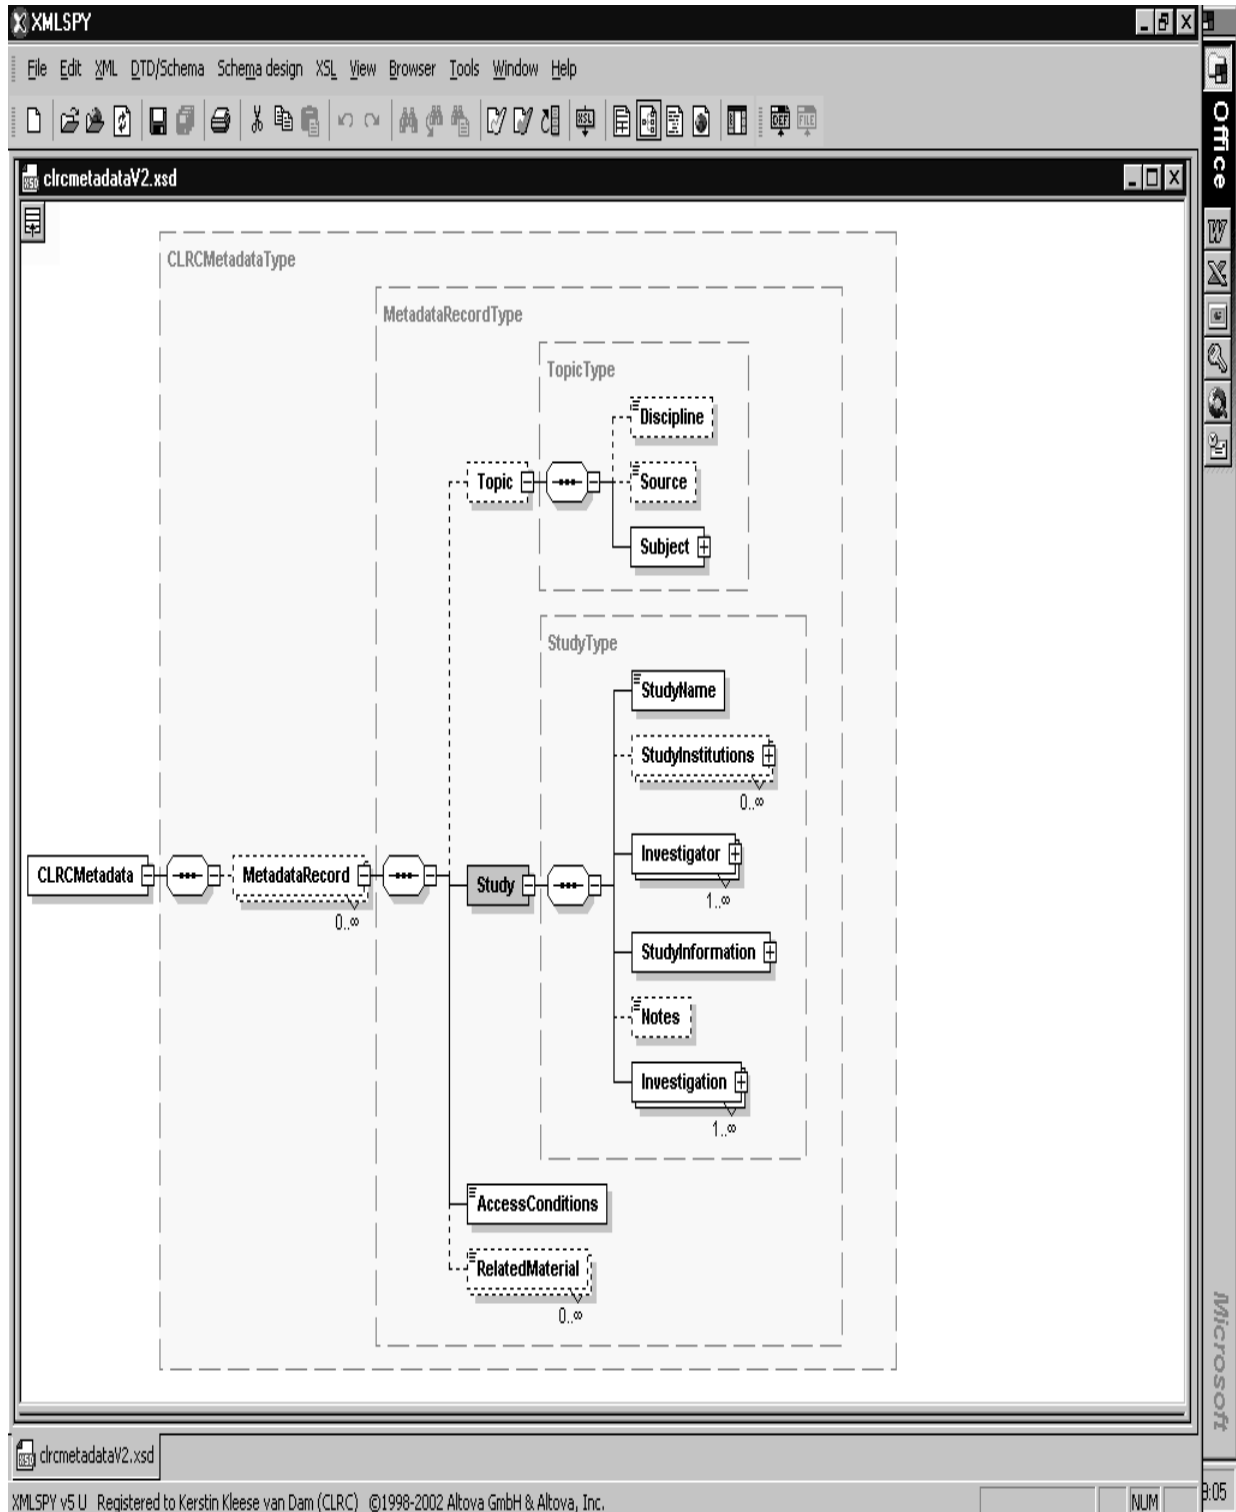 XMLSPY
File Edit XML DTD/Schema Schema design XSL View Browser Tools Window Help
Office
clrcmetadataV2.xsd
CLRCMetadataType
MetadataRecordType
TopicType
Discipline
Topic
Source
Subject
StudyType
StudyName
StudyInstitutions
0..∞
Investigator
1..∞
CLRCMetadata
MetadataRecord
0..∞
Study
StudyInformation
Notes
Investigation
1..∞
AccessConditions
RelatedMaterial
0..∞
Microsoft
clrcmetadataV2.xsd
XMLSPY v5 U Registered to Kerstin Kleese van Dam (CLRC) ©1998-2002 Altova GmbH & Altova, Inc. NUM